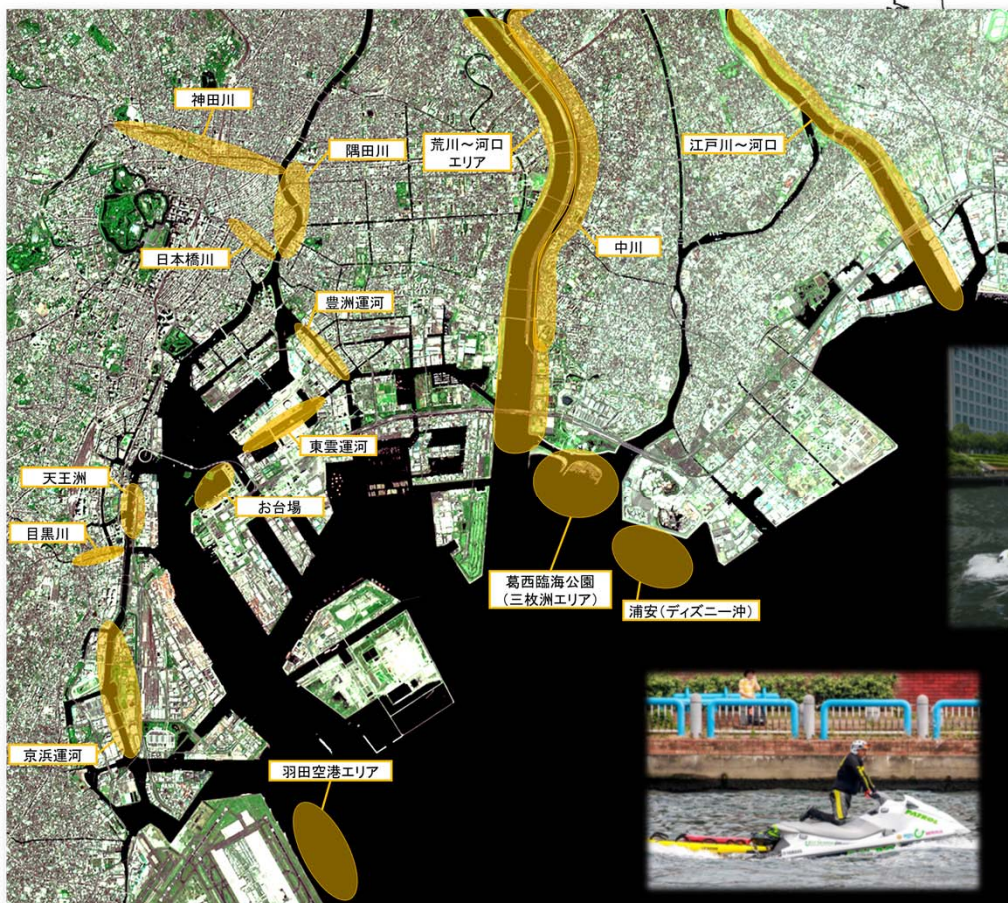 神田川
隅田川
荒川～河口
エリア
江戸川～河口
中川
日本橋川
豊洲運河
東雲運河
天王洲
お台場
目黒川
葛西臨海公園
(三枚洲エリア)
浦安(ディズニー沖)
京浜運河
羽田空港エリア
PATROL